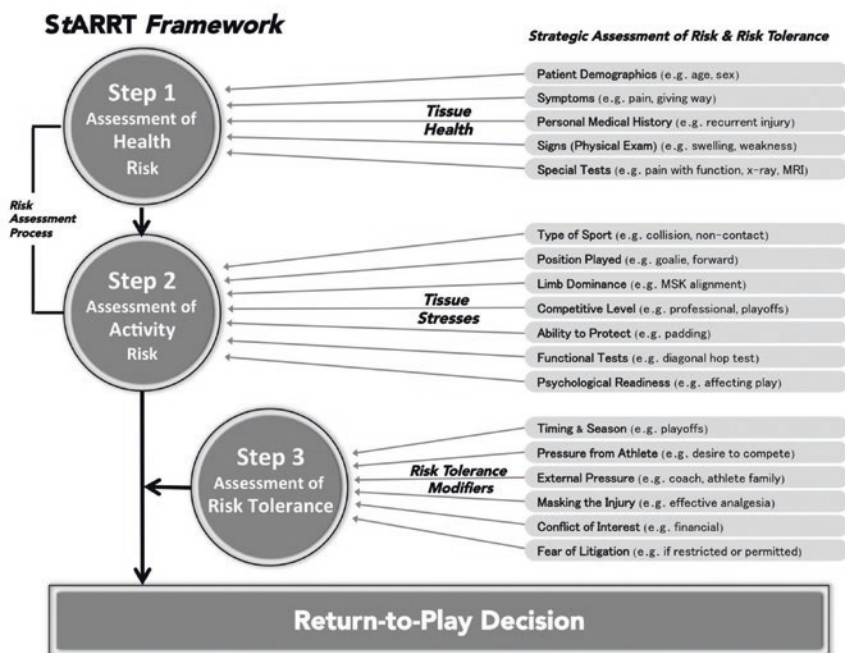 StARRT Framework
Strategic Assessment of Risk & Risk Tolerance
Step 1
Assessment of
Health
Risk
Tissue
Health
Patient Demographics (e.g. age, sex)
Symptoms (e.g. pain, giving way)
Personal Medical History (e.g. recurrent injury)
Signs (Physical Exam) (e.g. swelling, weakness)
Special Tests (e.g. pain with function, x-ray, MRI)
Risk
Assessment
Process
Step 2
Assessment of
Activity
Risk
Tissue
Stresses
Type of Sport (e.g. collision, non-contact)
Position Played (e.g. goalie, forward)
Limb Dominance (e.g. MSK alignment)
Competitive Level (e.g. professional, playoffs)
Ability to Protect (e.g. padding)
Functional Tests (e.g. diagonal hop test)
Psychological Readiness (e.g. affecting play)
Step 3
Assessment of
Risk Tolerance
Risk Tolerance
Modifiers
Timing & Season (e.g. playoffs)
Pressure from Athlete (e.g. desire to compete)
External Pressure (e.g. coach, athlete family)
Masking the Injury (e.g. effective analgesia)
Conflict of Interest (e.g. financial)
Fear of Litigation (e.g. if restricted or permitted)
Return-to-Play Decision